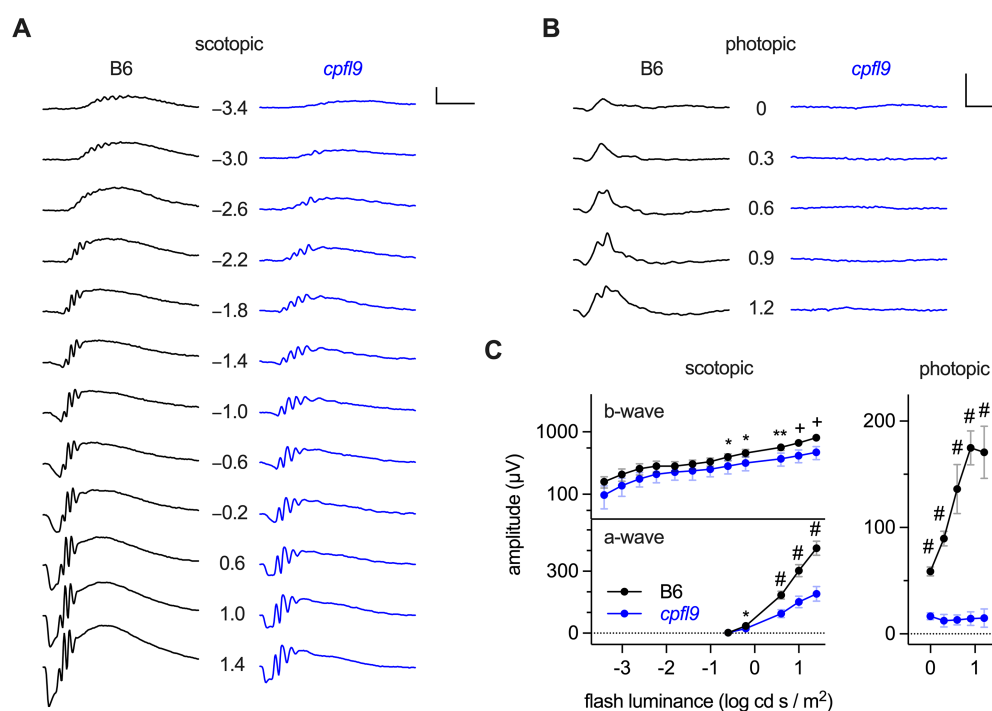 A
scotopic
B6
cpfl9
−3.4
−3.0
−2.6
−2.2
−1.8
−1.4
−1.0
−0.6
−0.2
0.6
1.0
1.4
B
photopic
B6
cpfl9
0
0.3
0.6
0.9
1.2
C
scotopic
photopic
b-wave
1000
100
* * ** + +
amplitude (µV)
a-wave
300
0
* # # #
B6
cpfl9
-3 -2 -1 0 1
flash luminance (log cd s / m²)
200
100
0
# # # # #
0 1